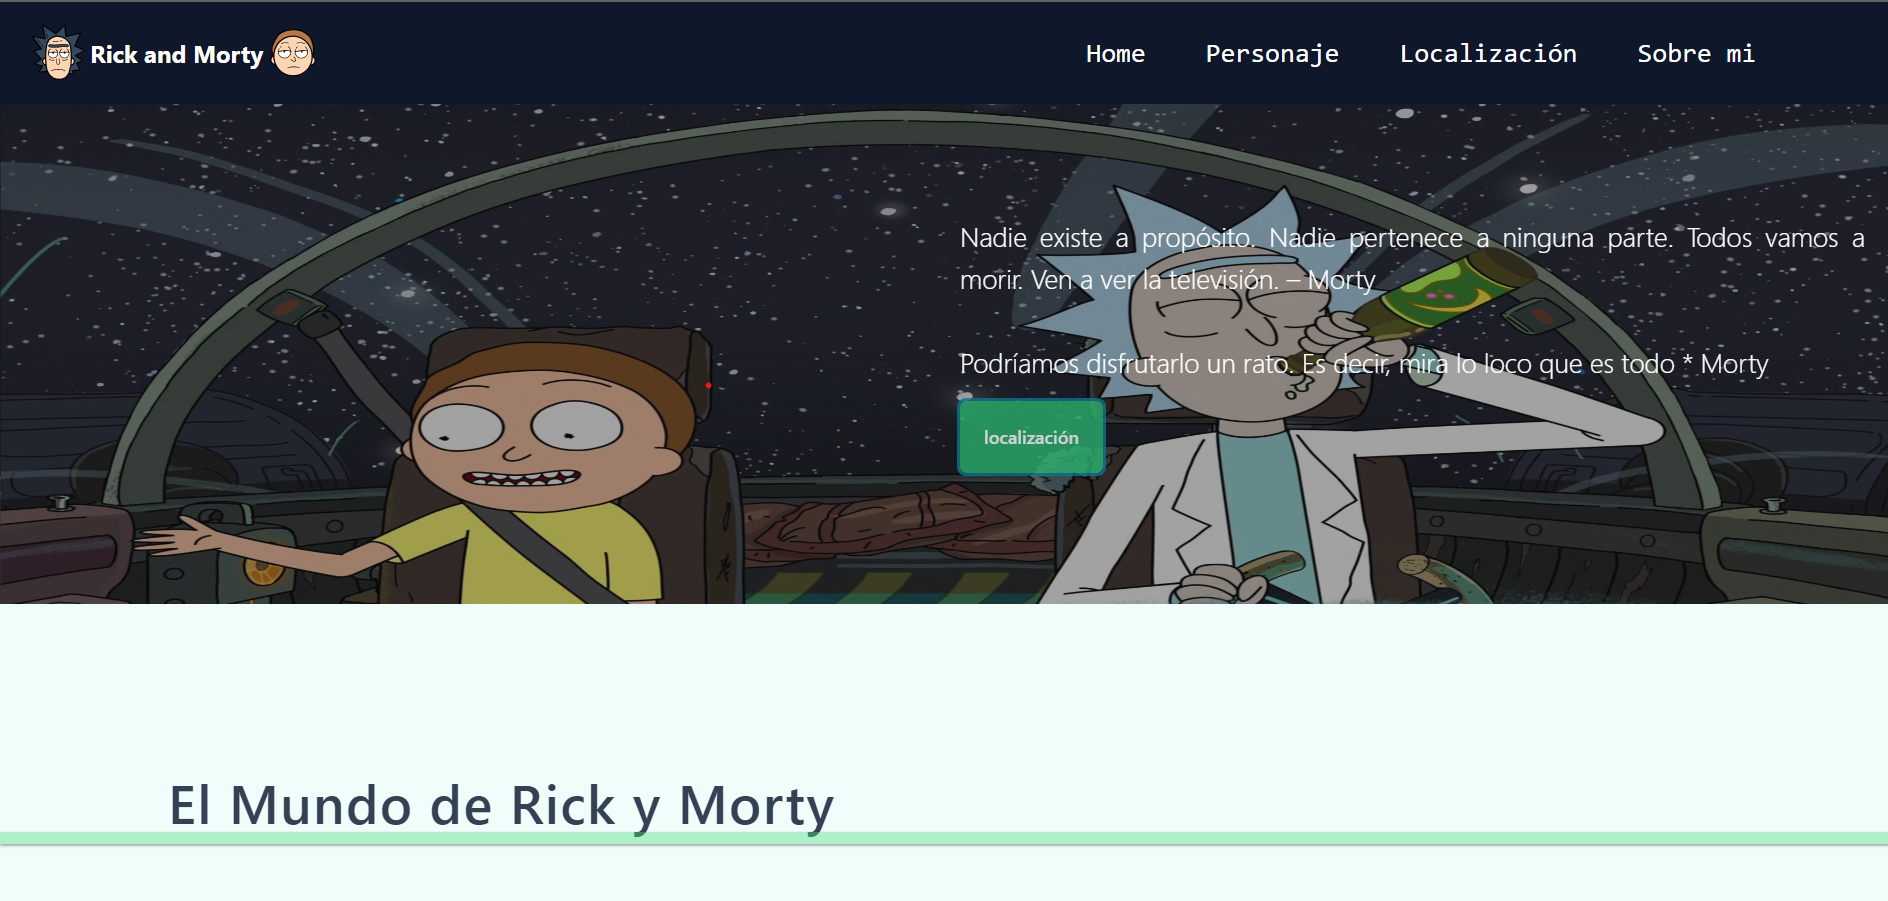 Rick and Morty
Home Personaje Localización Sobre mi
Nadie existe a propósito. Nadie pertenece a ninguna parte. Todos vamos a
morir. Ven a ver la televisión. – Morty
Podríamos disfrutarlo un rato. Es decir, mira lo loco que es todo * Morty
localización
El Mundo de Rick y Morty